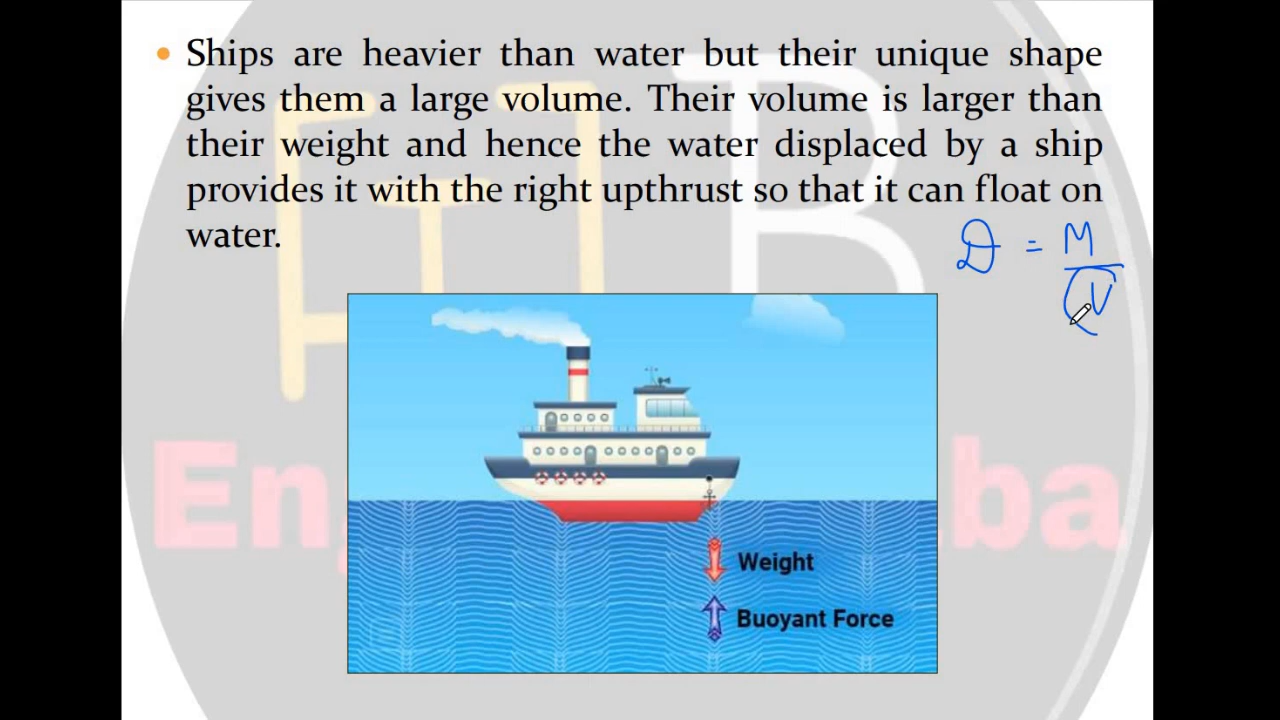 • Ships are heavier than water but their unique shape
gives them a large volume. Their volume is larger than
their weight and hence the water displaced by a ship
provides it with the right upthrust so that it can float on
water.
D = M
V
Weight
Buoyant Force